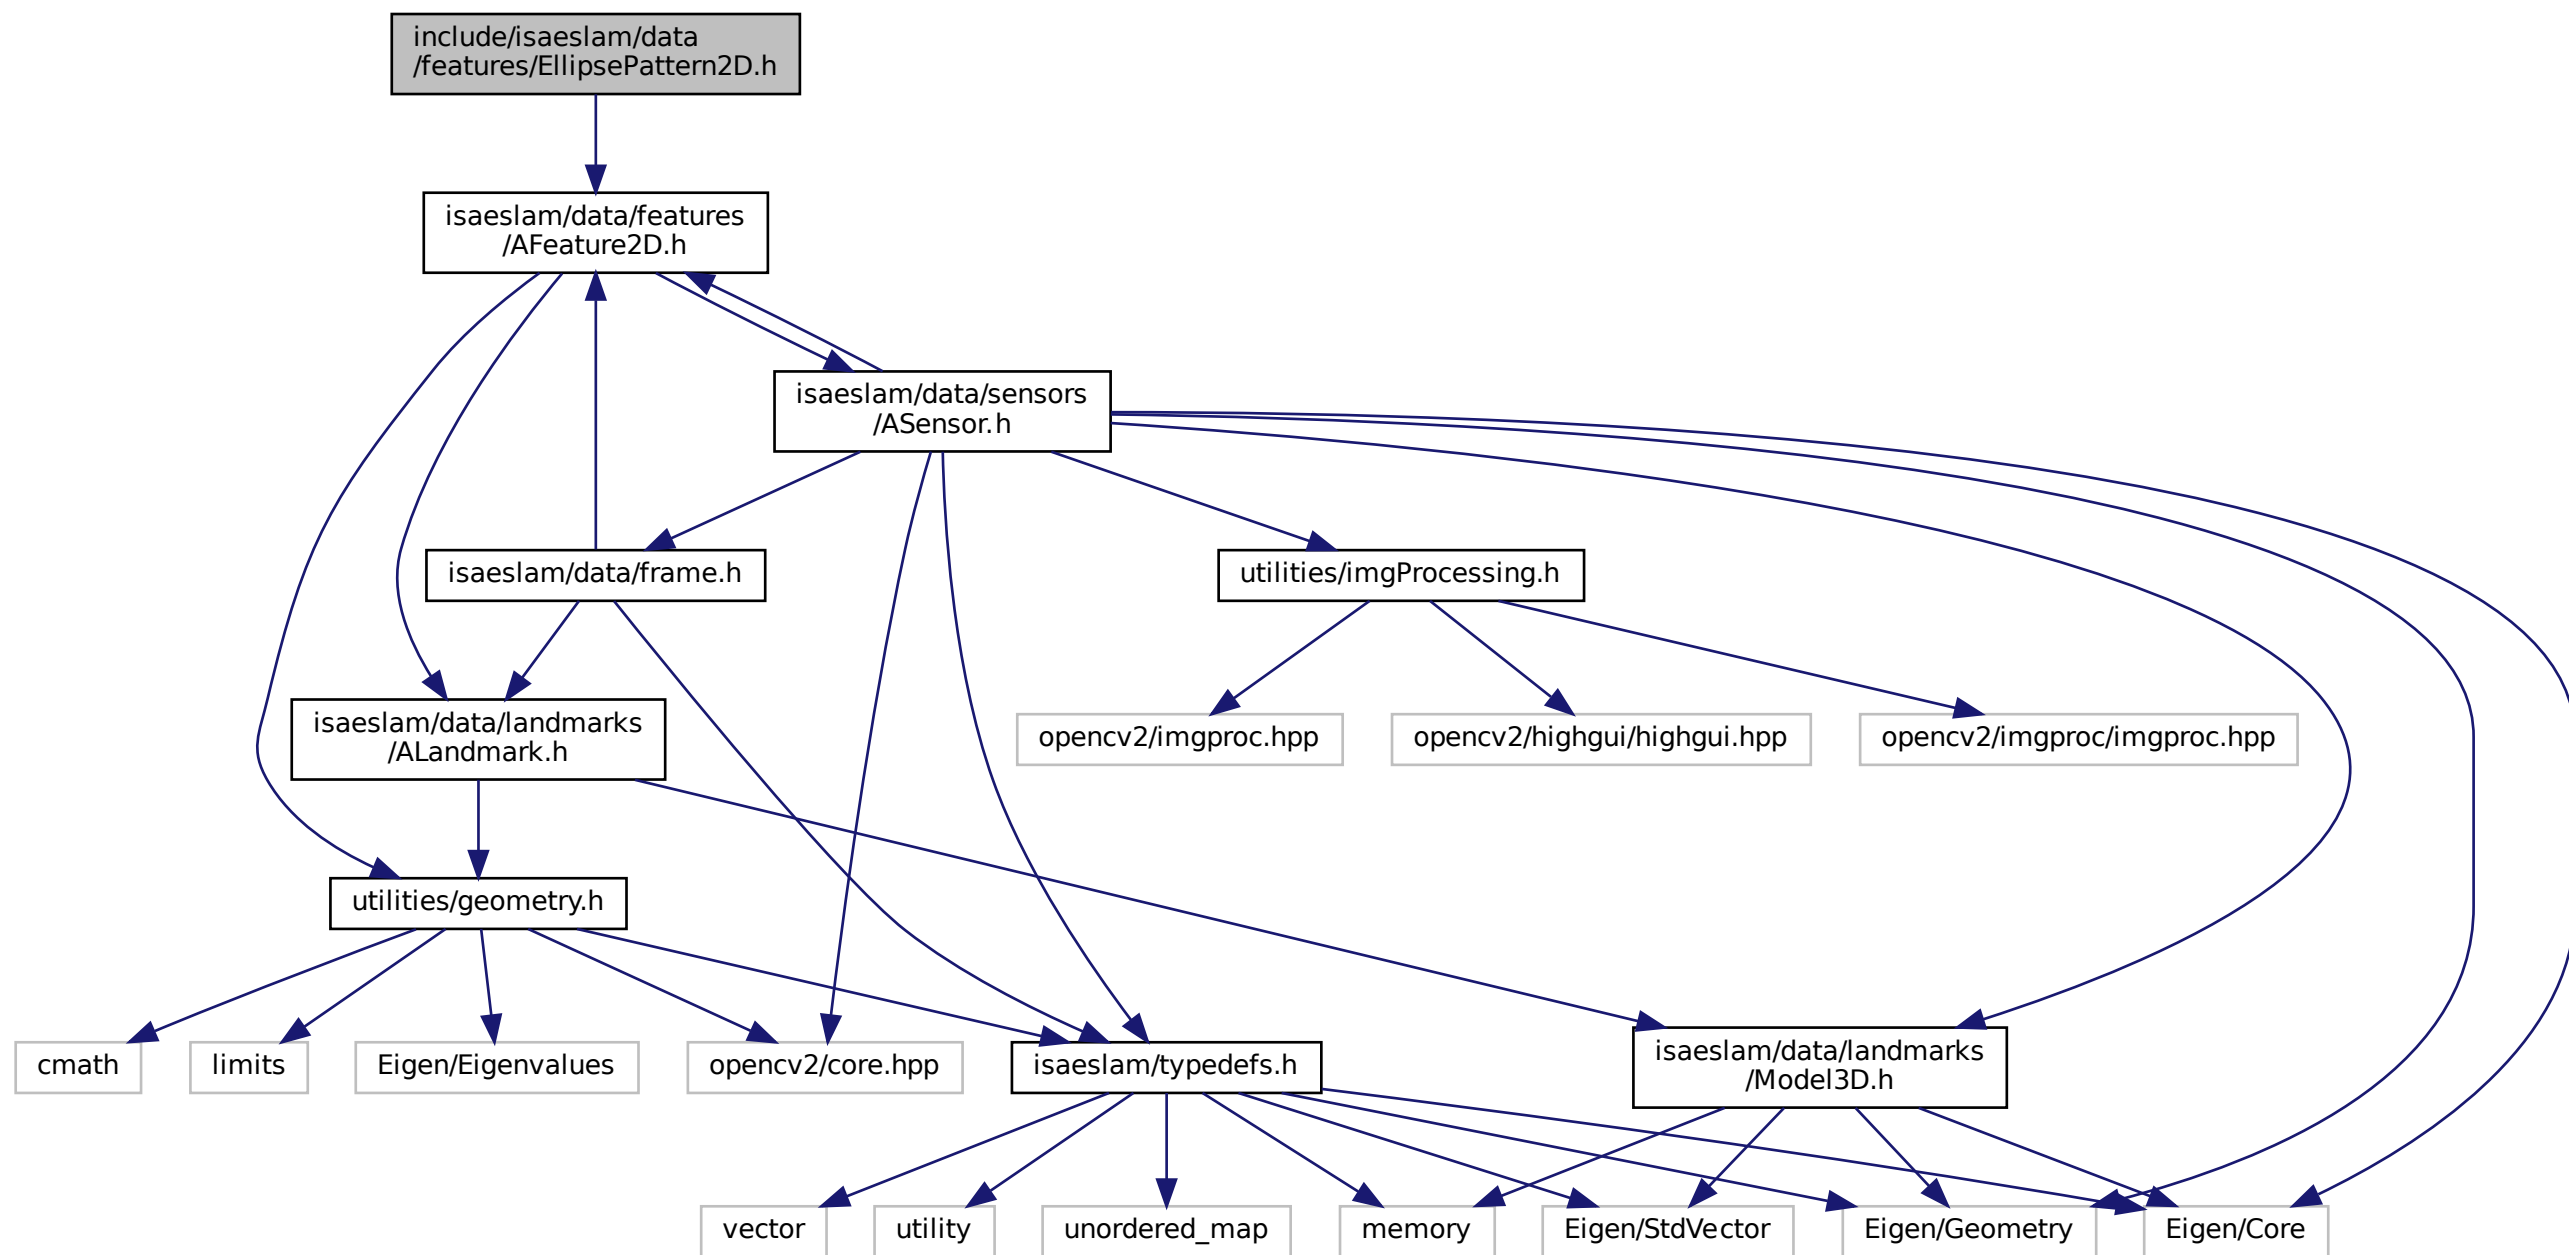 include/isaeslam/data
/features/EllipsePattern2D.h
isaeslam/data/features
/AFeature2D.h
isaeslam/data/sensors
/ASensor.h
isaeslam/data/frame.h
utilities/imgProcessing.h
isaeslam/data/landmarks
/ALandmark.h
opencv2/imgproc.hpp
opencv2/highgui/highgui.hpp
opencv2/imgproc/imgproc.hpp
utilities/geometry.h
cmath
limits
Eigen/Eigenvalues
opencv2/core.hpp
isaeslam/typedefs.h
isaeslam/data/landmarks
/Model3D.h
vector
utility
unordered_map
memory
Eigen/StdVector
Eigen/Geometry
Eigen/Core